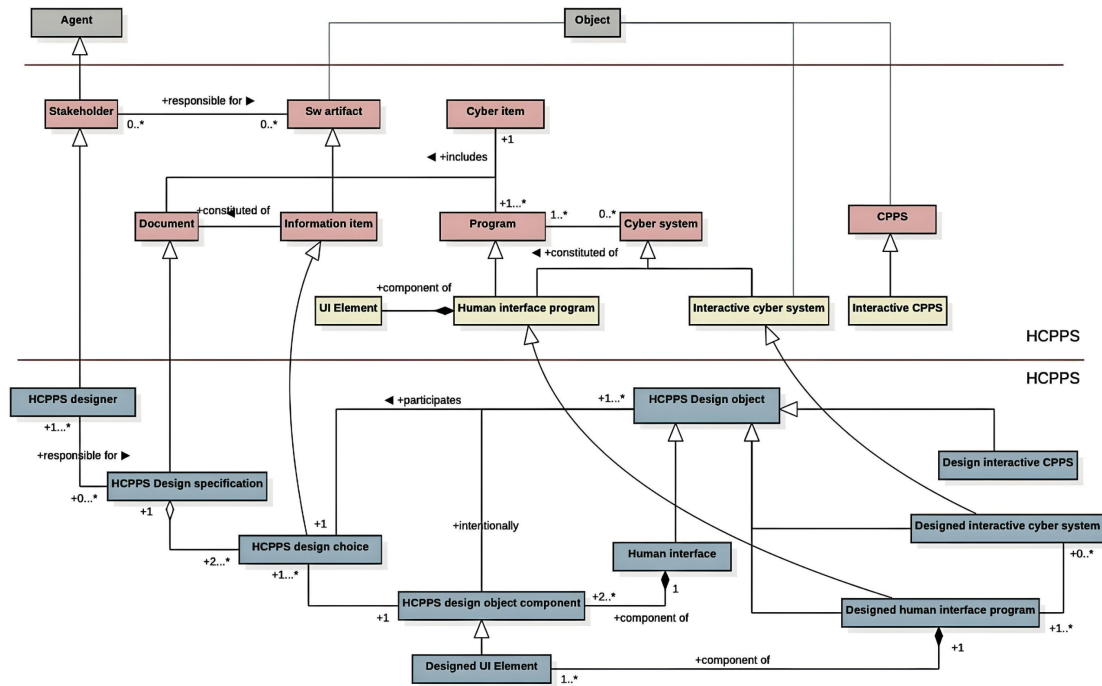 Agent
Object
Stakeholder
+responsible for ►
0..*
0..*
Sw artifact
Cyber item
+1
◄ +includes
Document
+constituted of
Information item
+1...*
Program
1..*
0..*
Cyber system
◄ +constituted of
CPPS
UI Element
+component of
Human interface program
Interactive cyber system
Interactive CPPS
HCPPS
HCPPS
HCPPS designer
+1...*
+responsible for ►
+0...*
HCPPS Design specification
+1
+2...*
◄ +participates
+1...*
HCPPS Design object
Design interactive CPPS
+1
+intentionally
HCPPS design choice
+1...*
Human interface
1
Designed interactive cyber system
+0..*
+1
HCPPS design object component
+2..*
+component of
Designed human interface program
+1..*
+1
Designed UI Element
1..*
+component of